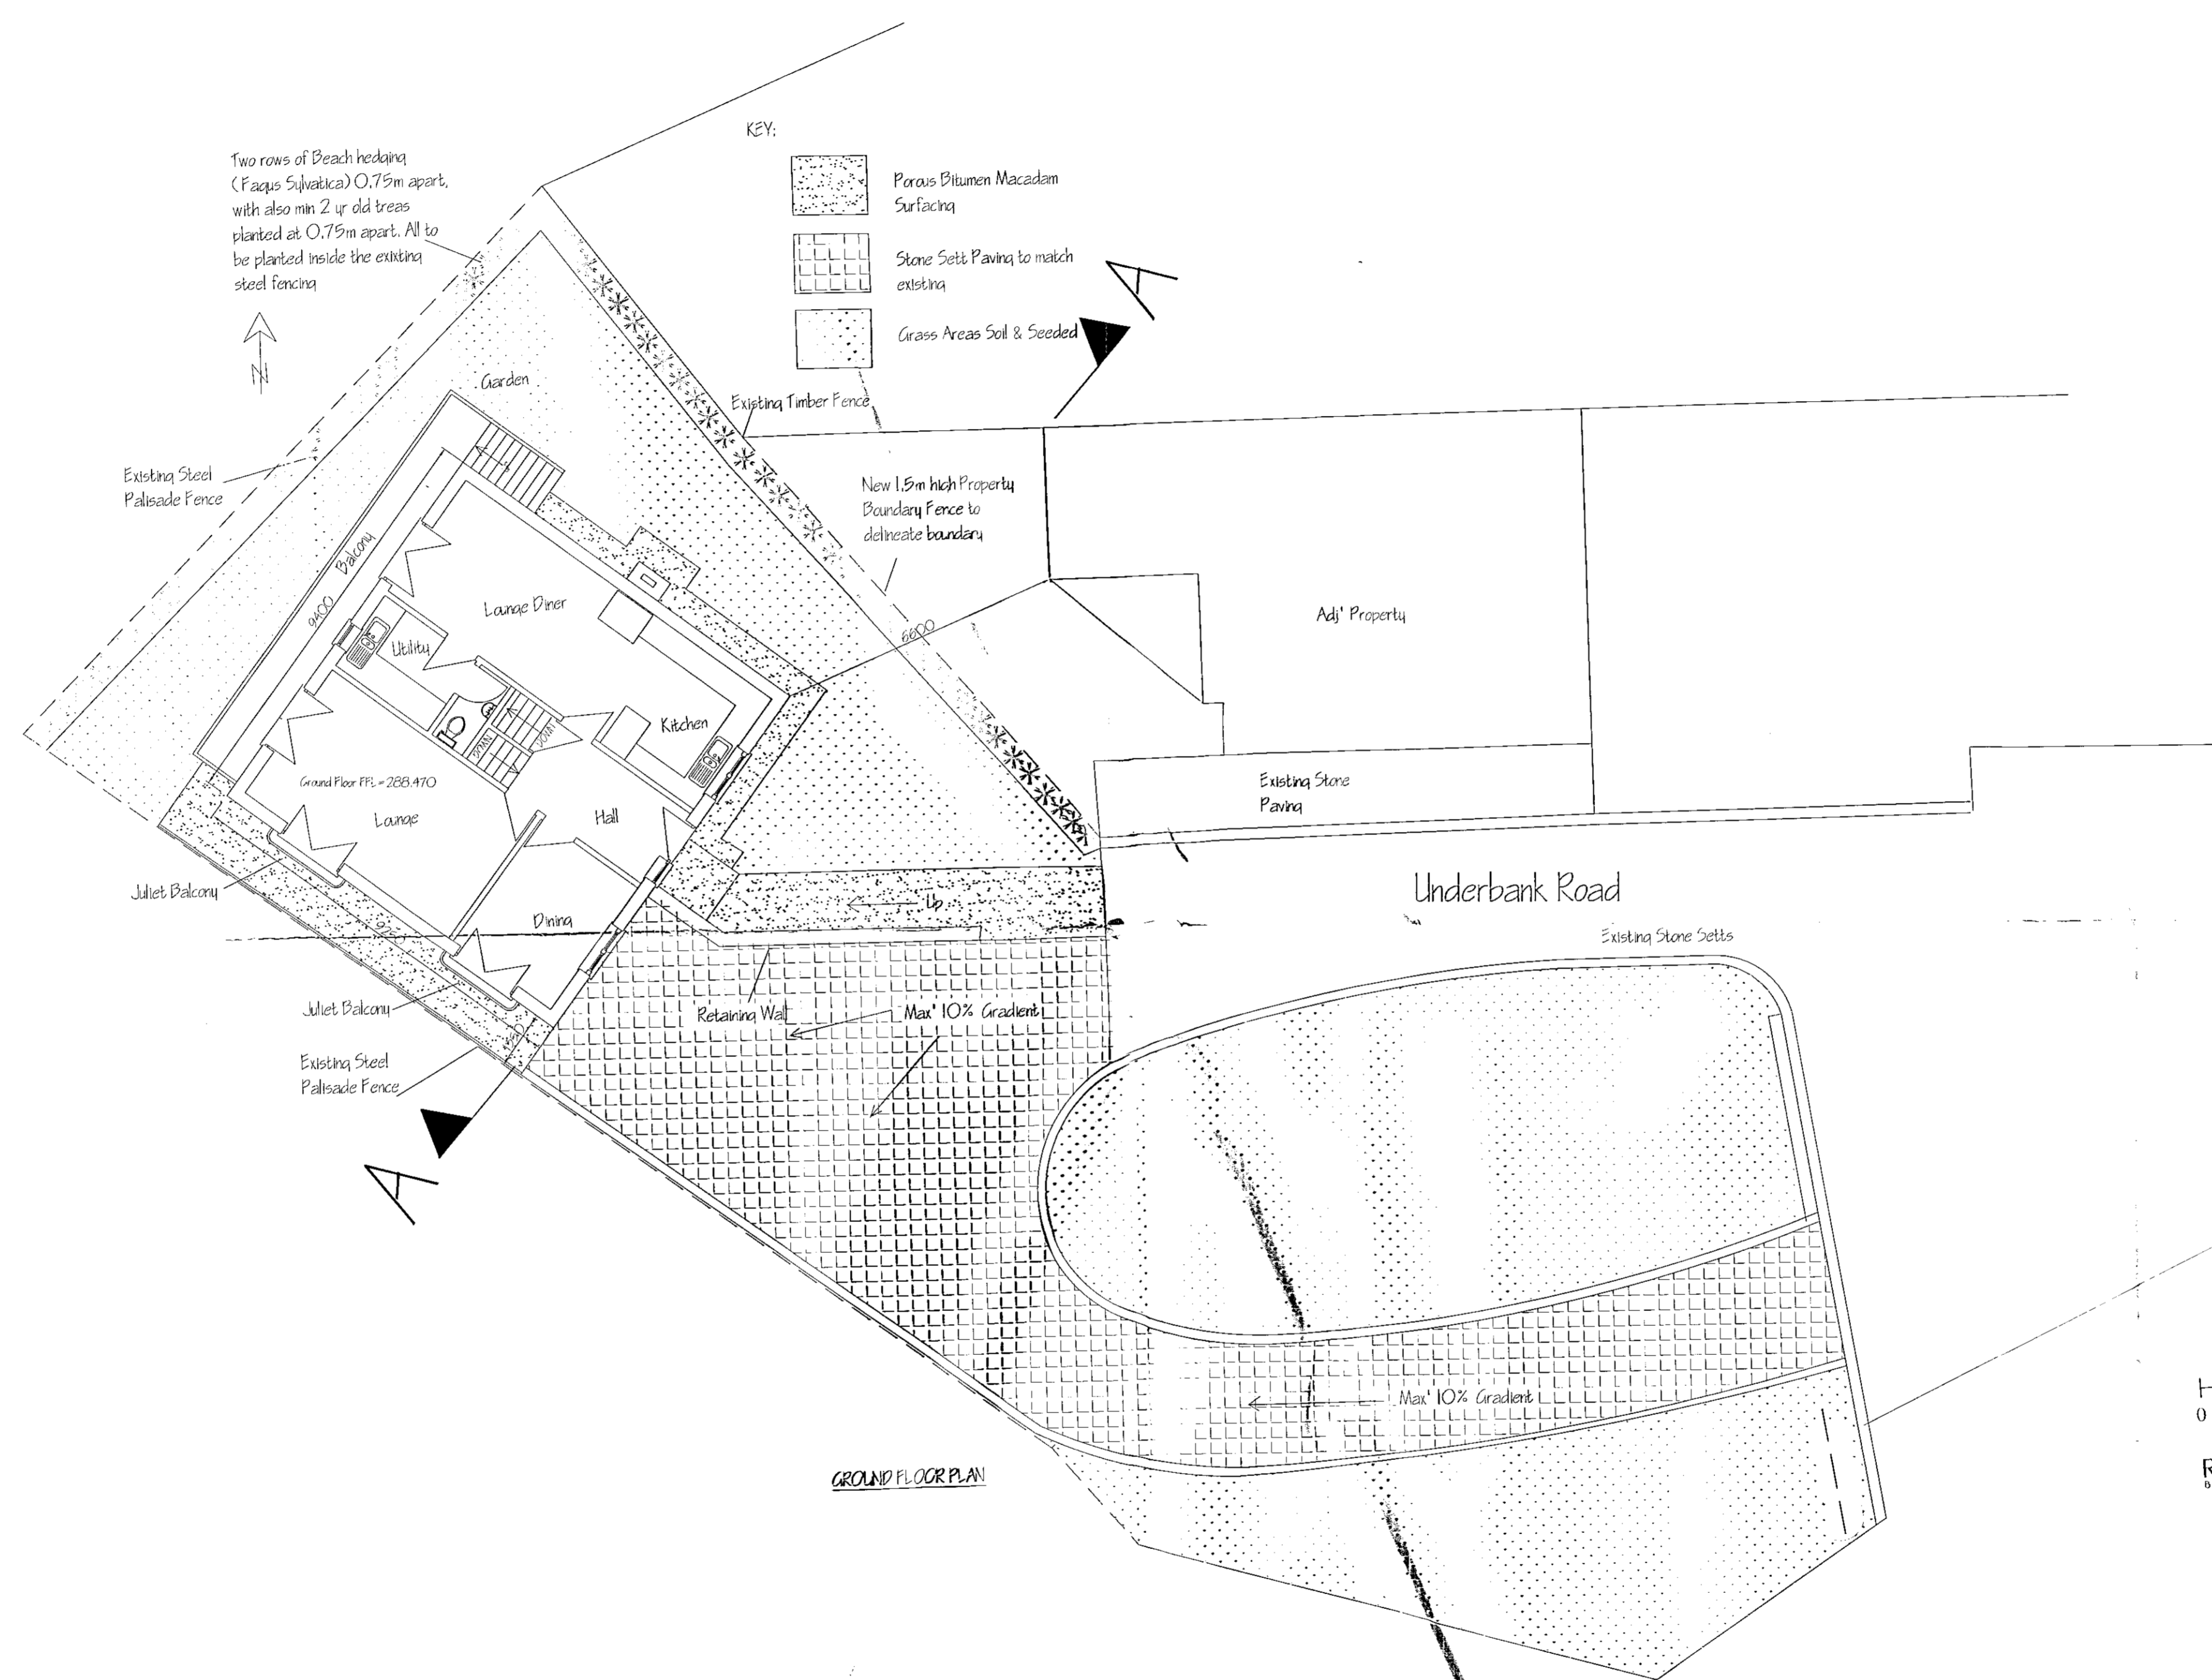 KEY:
Two rows of Beach hedging
(Fagus Sylvatica) 0.75m apart,
with also min 2 yr old treas
planted at 0.75m apart. All to
be planted inside the exixting
steel fencing
N
Porous Bitumen Macadam
Surfacing
Stone Sett Paving to match
existing
Grass Areas Soil & Seeded
A
Garden
Existing Timber Fence
Existing Steel
Palisade Fence
New 1.5m high Property
Boundary Fence to
delineate boundary
Balcony
9400
Lounge Diner
Utility
6600
Adj' Property
Kitchen
DOWN
DOWN
Ground Floor FFL = 288.470
Lounge
Hall
Existing Stone
Paving
Juliet Balcony
Up
Underbank Road
Dining
Existing Stone Setts
Juliet Balcony
Retaining Wall
Max' 10% Gradient
Existing Steel
Palisade Fence
A
Max' 10% Gradient
GROUND FLOOR PLAN